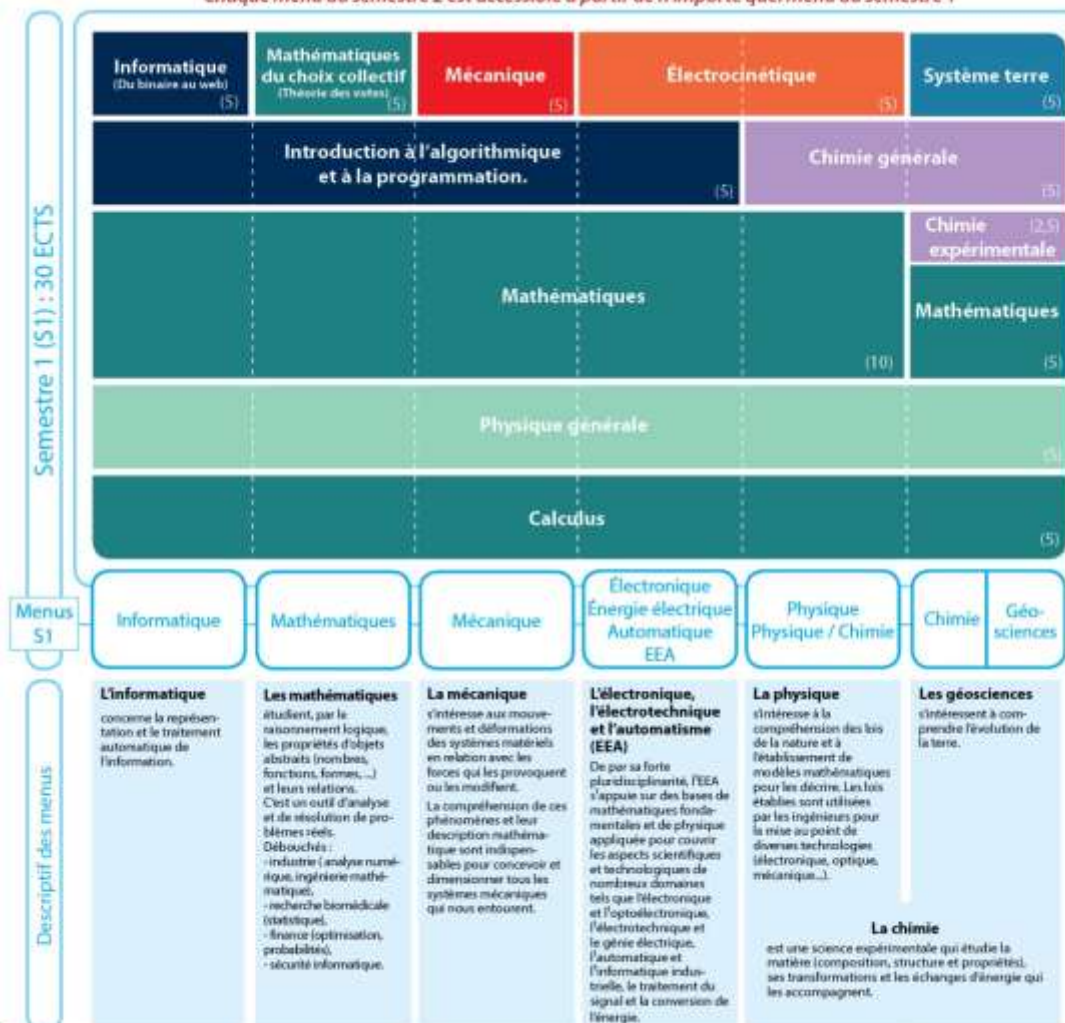 Chaque menu du semestre 2 est accessible à partir de n'importe quel menu du semestre 1
Semestre 1 (S1) : 30 ECTS
Informatique
(Du binaire au web)
(5)
Mathématiques
du choix collectif
(Théorie des votes)
(5)
Mécanique
(5)
Électrocinétique
(5)
Système terre
(5)
Introduction à l'algorithmique
et à la programmation.
(5)
Chimie générale
(5)
Chimie (2,5)
expérimentale
Mathématiques
(10)
Mathématiques
(5)
Physique générale
(5)
Calculus
(5)
Menus
S1
Informatique
Mathématiques
Mécanique
Électronique
Énergie électrique
Automatique
EEA
Physique
Physique / Chimie
Chimie
Géo-
sciences
Descriptif des menus
L'informatique
concerne la représen-
tation et le traitement
automatique de
l'information.
Les mathématiques
étudient, par le
raisonnement logique,
les propriétés d'objets
abstraits (nombres,
fonctions, formes, ...)
et leurs relations.
C'est un outil d'analyse
et de résolution de pro-
blèmes réels.
Débouchés :
- industrie ( analyse numé-
rique, ingénierie mathé-
matique),
- recherche biomédicale
(statistique),
- finance (optimisation,
probabilités),
- sécurité informatique.
La mécanique
s'intéresse aux mouve-
ments et déformations
des systèmes matériels
en relation avec les
forces qui les provoquent
ou les modifient.
La compréhension de ces
phénomènes et leur
description mathéma-
tique sont indispen-
sables pour concevoir et
dimensionner tous les
systèmes mécaniques
qui nous entourent.
L'électronique,
l'électrotechnique
et l'automatisme
(EEA)
De par sa forte
pluridisciplinarité, l'EEA
s'appuie sur des bases de
mathématiques fonda-
mentales et de physique
appliquée pour couvrir
les aspects scientifiques
et technologiques de
nombreux domaines
tels que l'électronique
et l'optoélectronique,
l'électrotechnique et
le génie électrique,
l'automatique et
l'informatique indus-
trielle, le traitement du
signal et la conversion de
l'énergie.
La physique
s'intéresse à la
compréhension des lois
de la nature et à
l'établissement de
modèles mathématiques
pour les décrire. Les lois
établies sont utilisées
par les ingénieurs pour
la mise au point de
diverses technologies
(électronique, optique,
mécanique...).
Les géosciences
s'intéressent à com-
prendre l'évolution de
la terre.
La chimie
est une science expérimentale qui étudie la
matière (composition, structure et propriétés),
ses transformations et les échanges d'énergie qui
les accompagnent.